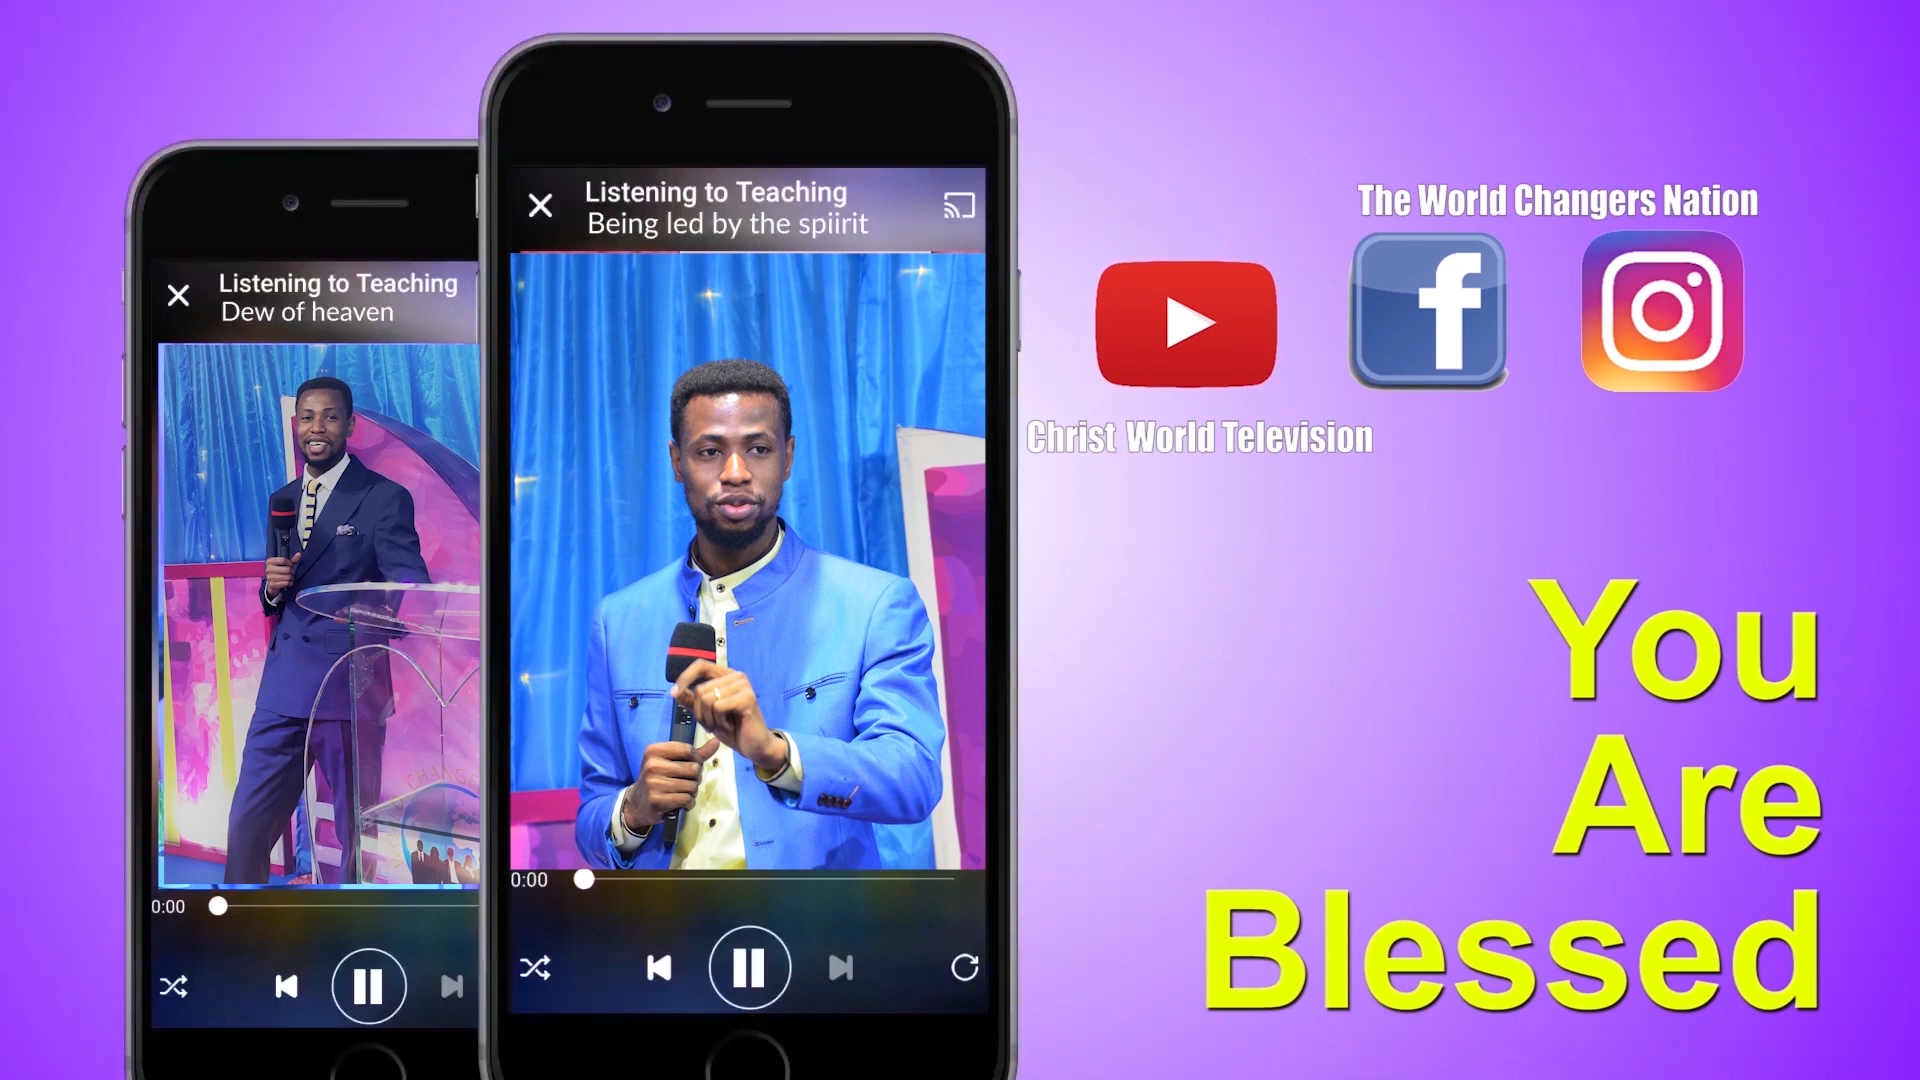 Listening to Teaching
Dew of heaven
0:00
Listening to Teaching
Being led by the spiirit
0:00
The World Changers Nation
f
Christ World Television
You
Are
Blessed